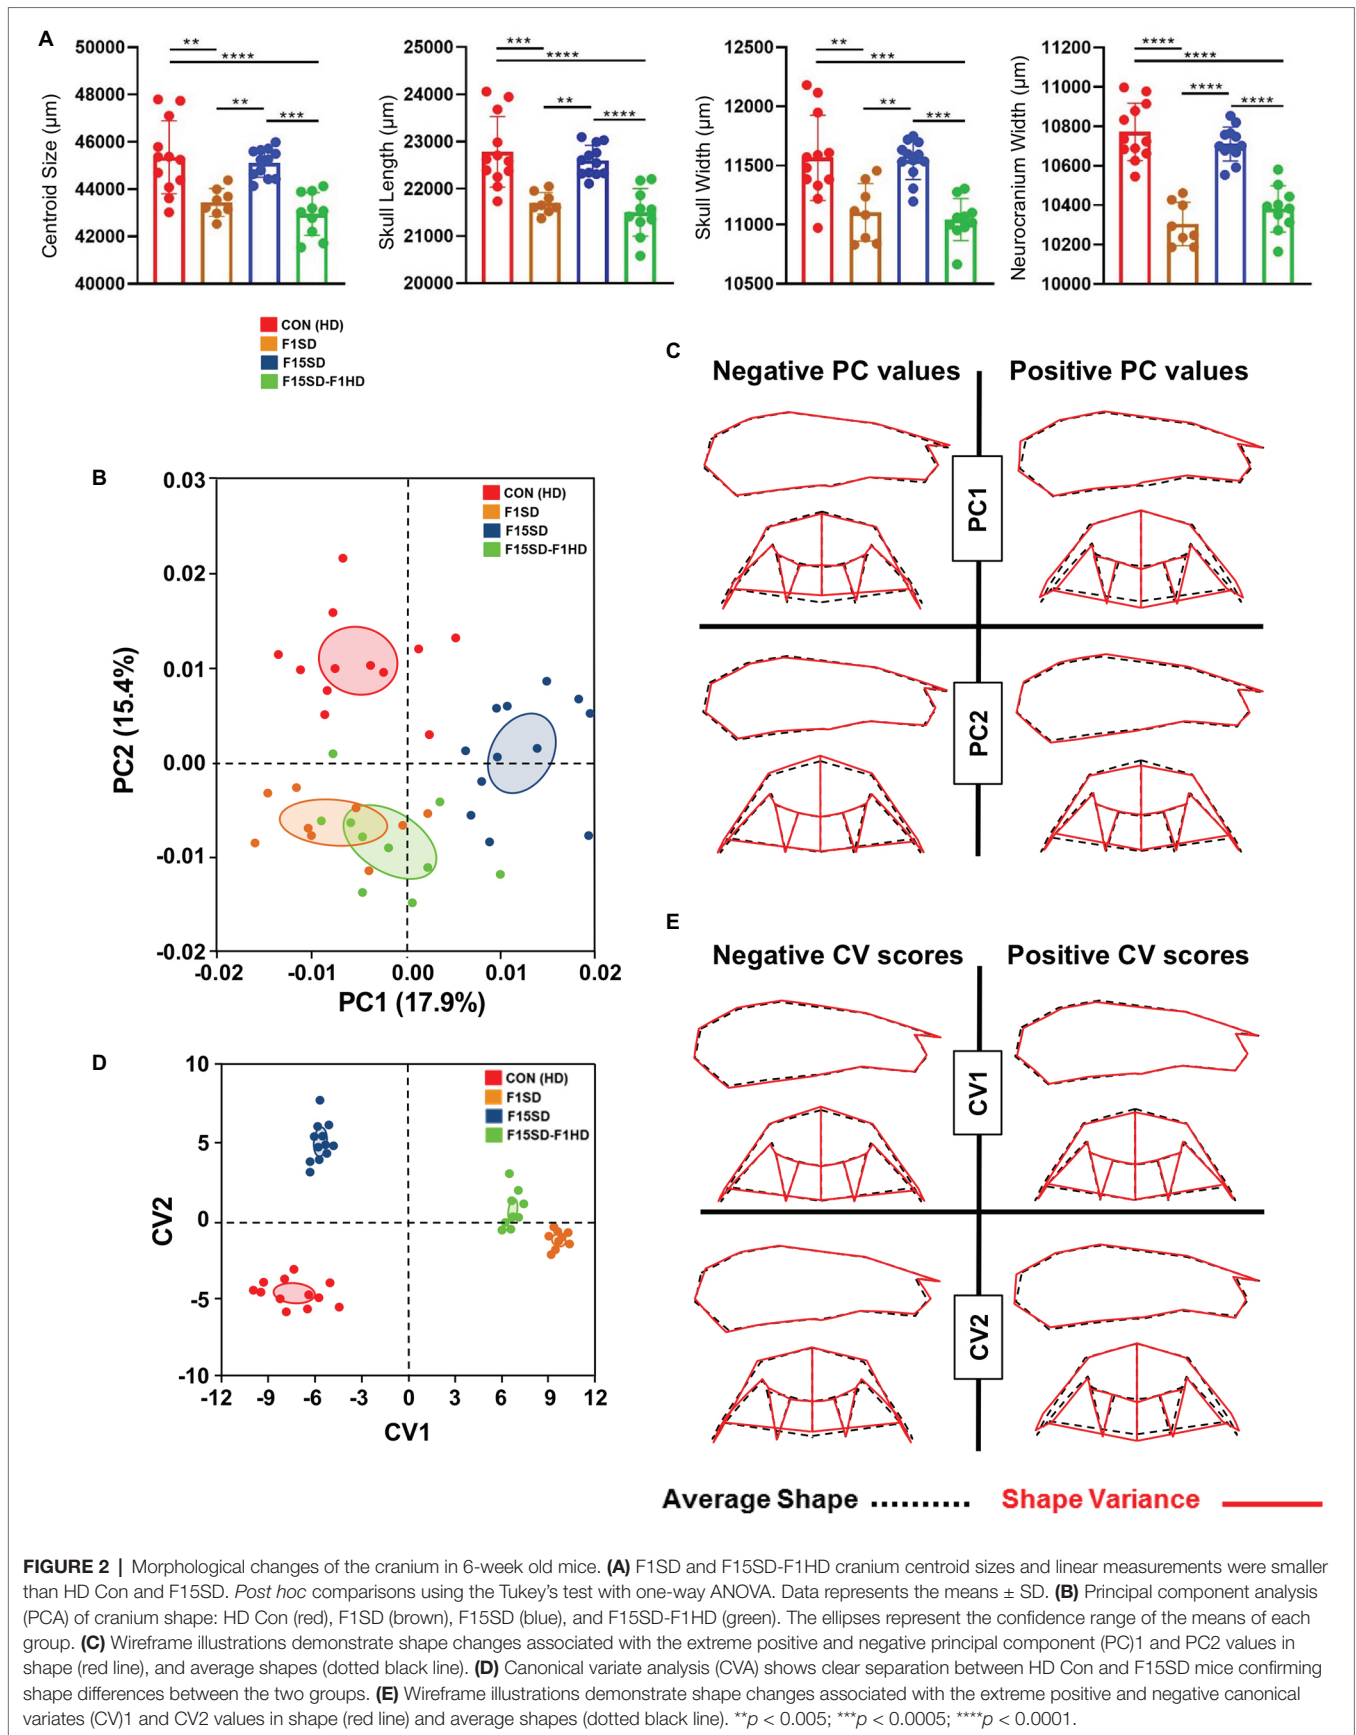 A
50000
48000
46000
44000
42000
40000
Centroid Size (µm)
**
****
**
***
25000
24000
23000
22000
21000
20000
Skull Length (µm)
***
****
**
****
12500
12000
11500
11000
10500
Skull Width (µm)
**
***
**
***
11200
11000
10800
10600
10400
10200
10000
Neurocranium Width (µm)
****
****
****
****
CON (HD)
F1SD
F15SD
F15SD-F1HD
B
0.03
0.02
0.01
0.00
-0.01
-0.02
PC2 (15.4%)
CON (HD)
F1SD
F15SD
F15SD-F1HD
-0.02
-0.01
0.00
0.01
0.02
PC1 (17.9%)
C
Negative PC values
Positive PC values
PC1
PC2
D
10
5
0
-5
-10
CV2
CON (HD)
F1SD
F15SD
F15SD-F1HD
-12
-9
-6
-3
0
3
6
9
12
CV1
E
Negative CV scores
Positive CV scores
CV1
CV2
Average Shape
Shape Variance
FIGURE 2 | Morphological changes of the cranium in 6-week old mice. (A) F1SD and F15SD-F1HD cranium centroid sizes and linear measurements were smaller
than HD Con and F15SD. Post hoc comparisons using the Tukey's test with one-way ANOVA. Data represents the means ± SD. (B) Principal component analysis
(PCA) of cranium shape: HD Con (red), F1SD (brown), F15SD (blue), and F15SD-F1HD (green). The ellipses represent the confidence range of the means of each
group. (C) Wireframe illustrations demonstrate shape changes associated with the extreme positive and negative principal component (PC)1 and PC2 values in
shape (red line), and average shapes (dotted black line). (D) Canonical variate analysis (CVA) shows clear separation between HD Con and F15SD mice confirming
shape differences between the two groups. (E) Wireframe illustrations demonstrate shape changes associated with the extreme positive and negative canonical
variates (CV)1 and CV2 values in shape (red line) and average shapes (dotted black line). **p < 0.005; ***p < 0.0005; ****p < 0.0001.